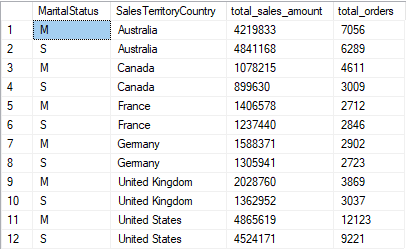 MaritalStatus SalesTerritoryCountry total_sales_amount total_orders
1 M Australia 4219833 7056
2 S Australia 4841168 6289
3 M Canada 1078215 4611
4 S Canada 899630 3009
5 M France 1406578 2712
6 S France 1237440 2846
7 M Germany 1588371 2902
8 S Germany 1305941 2723
9 M United Kingdom 2028760 3869
10 S United Kingdom 1362952 3037
11 M United States 4865619 12123
12 S United States 4524171 9221